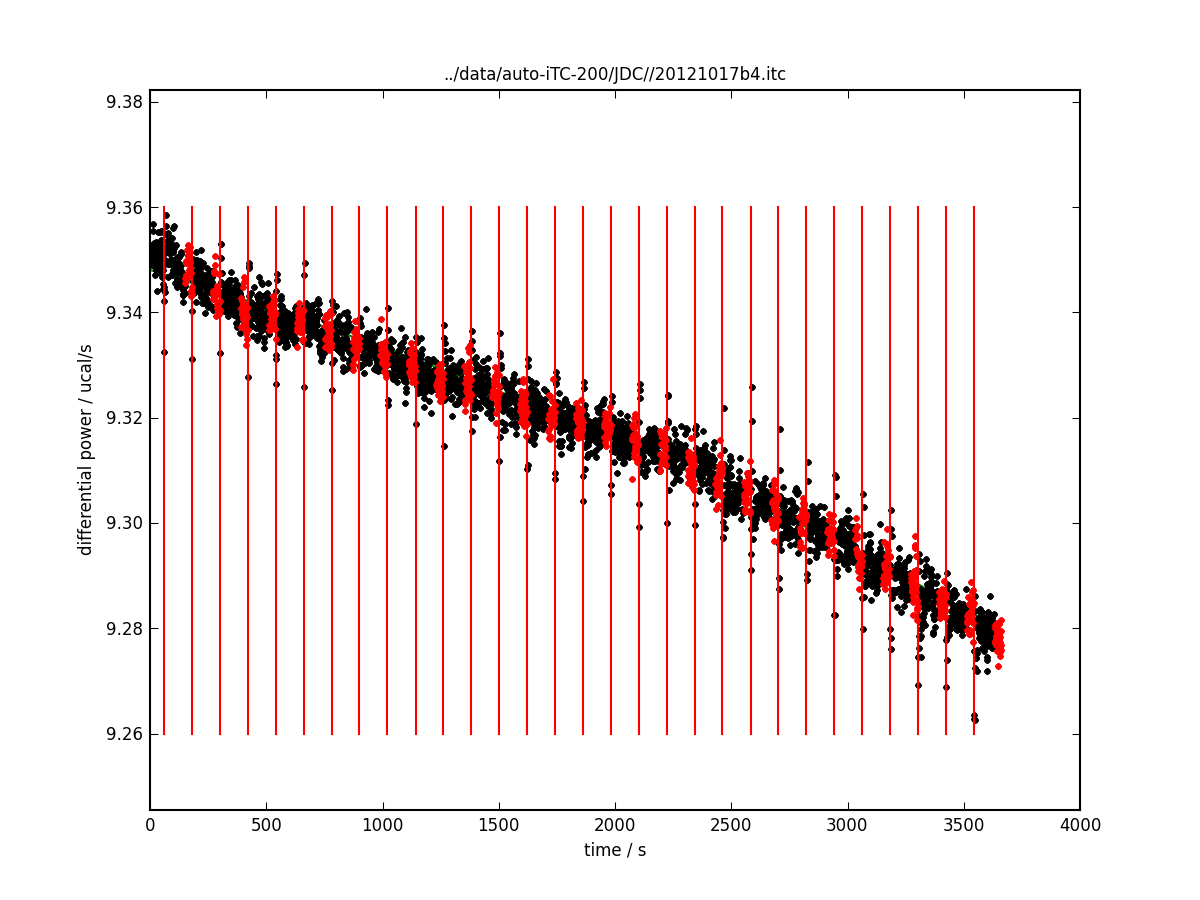 ../data/auto-iTC-200/JDC//20121017b4.itc
9.38
9.36
9.34
9.32
9.30
9.28
9.26
differential power / ucal/s
0 500 1000 1500 2000 2500 3000 3500 4000
time / s